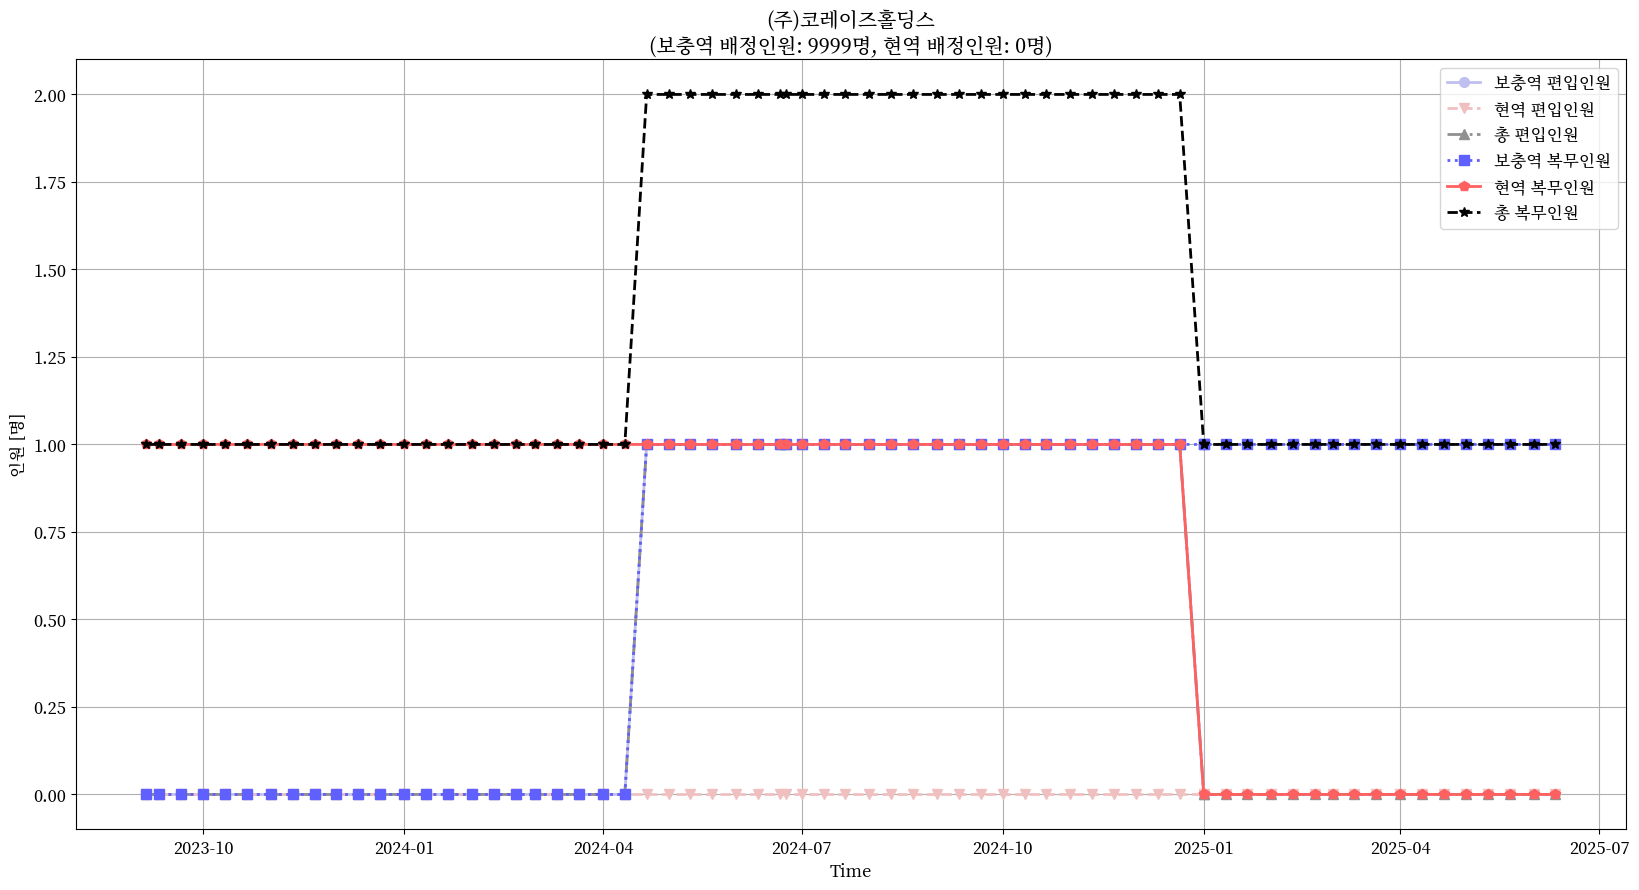 (주)코레이즈홀딩스
(보충역 배정인원: 9999명, 현역 배정인원: 0명)
2.00
1.75
1.50
1.25
1.00
0.75
0.50
0.25
0.00
인원 [명]
보충역 편입인원
현역 편입인원
총 편입인원
보충역 복무인원
현역 복무인원
총 복무인원
2023-10 2024-01 2024-04 2024-07 2024-10 2025-01 2025-04 2025-07
Time